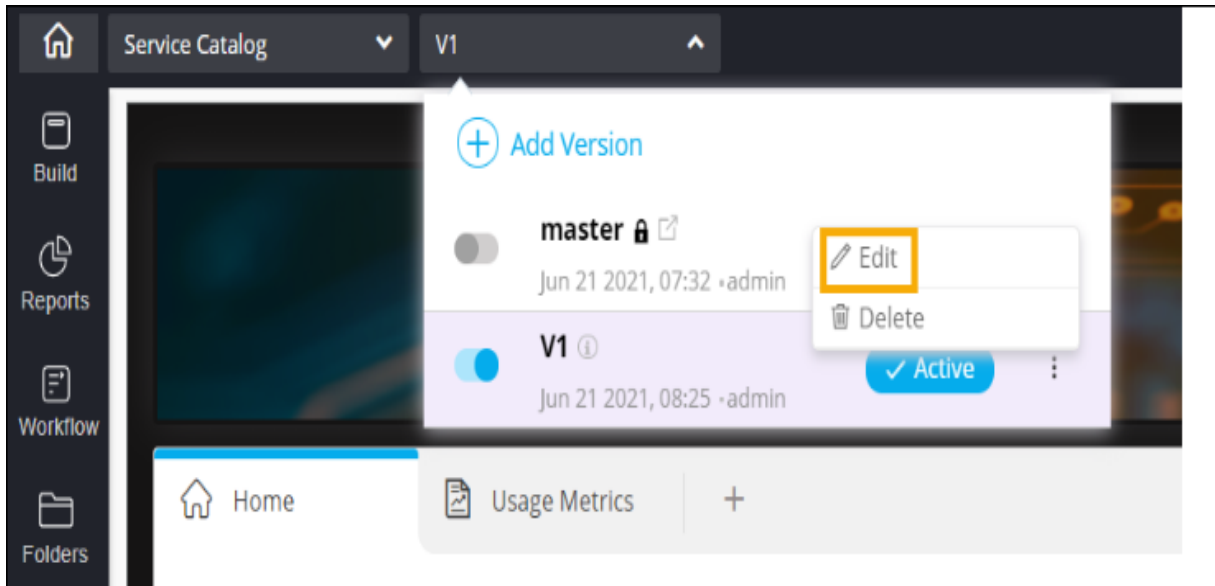 Service Catalog
V1
Build
Add Version
master
Edit
Jun 21 2021, 07:32 •admin
Reports
Delete
V1
Active
Jun 21 2021, 08:25 •admin
Workflow
Home
Usage Metrics
Folders